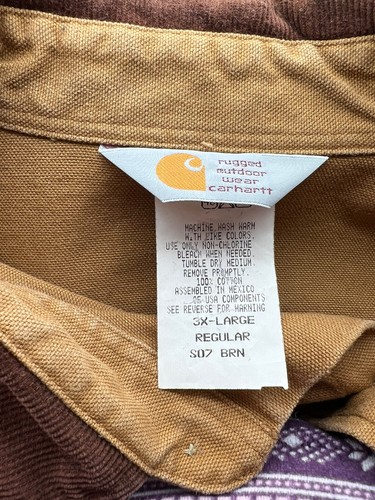 rugged
outdoor
wear
carhartt
MACHINE WASH WARM
WITH LIKE COLORS.
USE ONLY NON-CHLORINE
BLEACH WHEN NEEDED.
TUMBLE DRY MEDIUM.
REMOVE PROMPTLY.
100% COTTON
ASSEMBLED IN MEXICO
OF USA COMPONENTS
SEE REVERSE FOR WARNING
3X-LARGE
REGULAR
S07 BRN